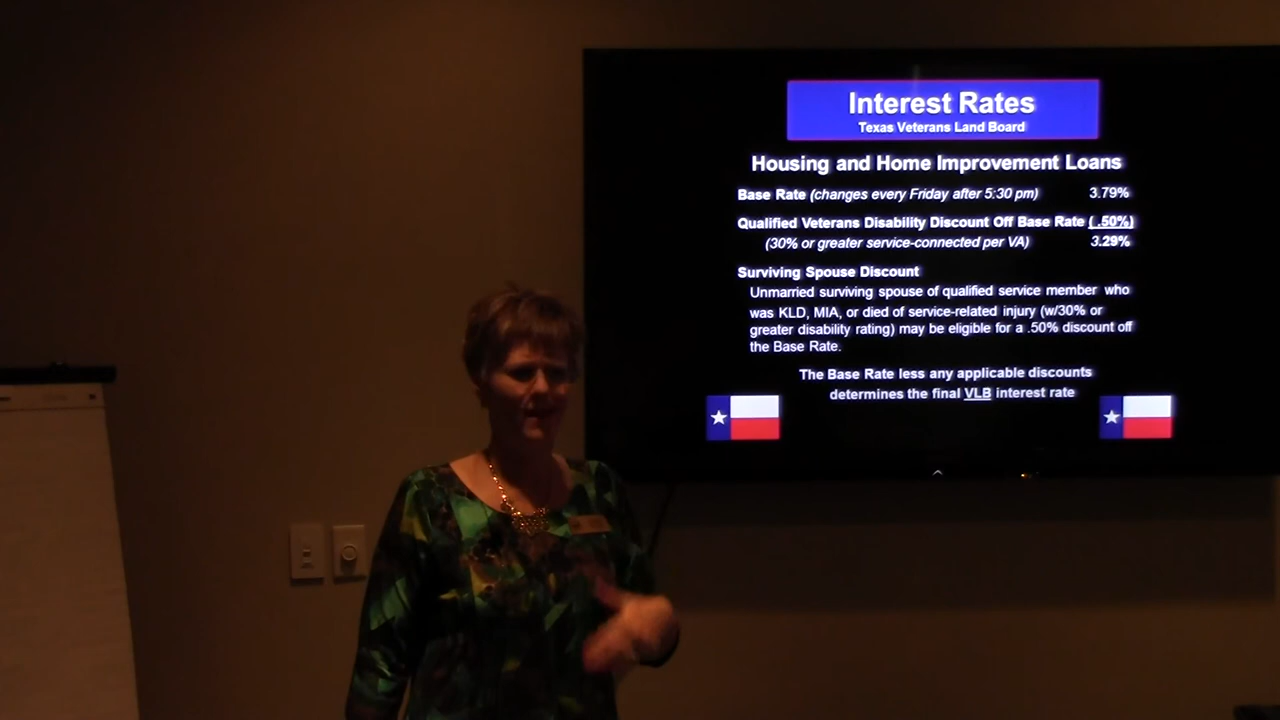 Interest Rates
Texas Veterans Land Board
Housing and Home Improvement Loans
Base Rate (changes every Friday after 5:30 pm) 3.79%
Qualified Veterans Disability Discount Off Base Rate ( .50%)
(30% or greater service-connected per VA) 3.29%
Surviving Spouse Discount
Unmarried surviving spouse of qualified service member who
was KLD, MIA, or died of service-related injury (w/30% or
greater disability rating) may be eligible for a .50% discount off
the Base Rate.
The Base Rate less any applicable discounts
determines the final VLB interest rate